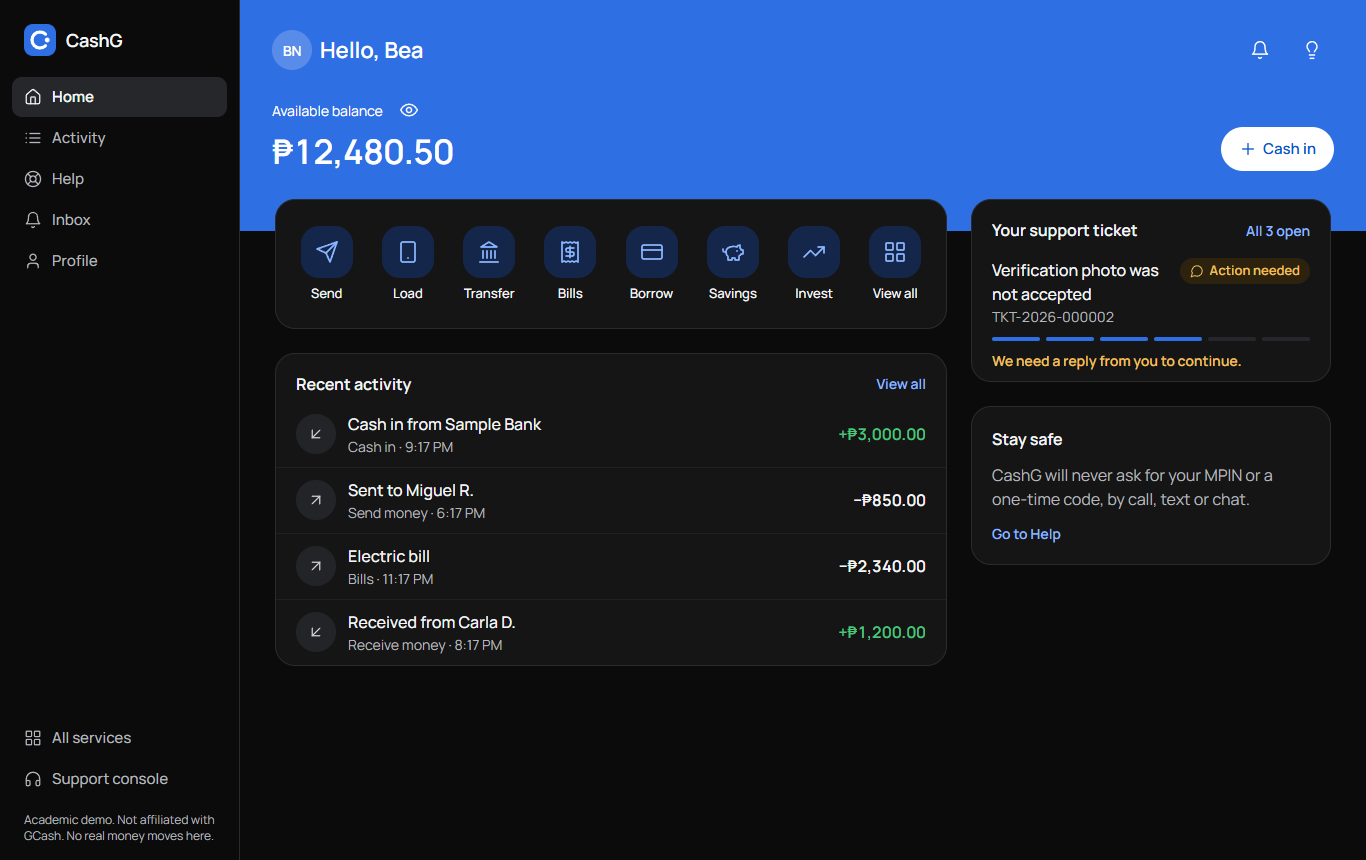 CashG
Home
Activity
Help
Inbox
Profile
All services
Support console
Academic demo. Not affiliated with
GCash. No real money moves here.
BN
Hello, Bea
Available balance
₱12,480.50
Cash in
Send
Load
Transfer
Bills
Borrow
Savings
Invest
View all
Recent activity
View all
Cash in from Sample Bank
Cash in · 9:17 PM
+₱3,000.00
Sent to Miguel R.
Send money · 6:17 PM
−₱850.00
Electric bill
Bills · 11:17 PM
−₱2,340.00
Received from Carla D.
Receive money · 8:17 PM
+₱1,200.00
Your support ticket
All 3 open
Verification photo was
not accepted
Action needed
TKT-2026-000002
We need a reply from you to continue.
Stay safe
CashG will never ask for your MPIN or a
one-time code, by call, text or chat.
Go to Help